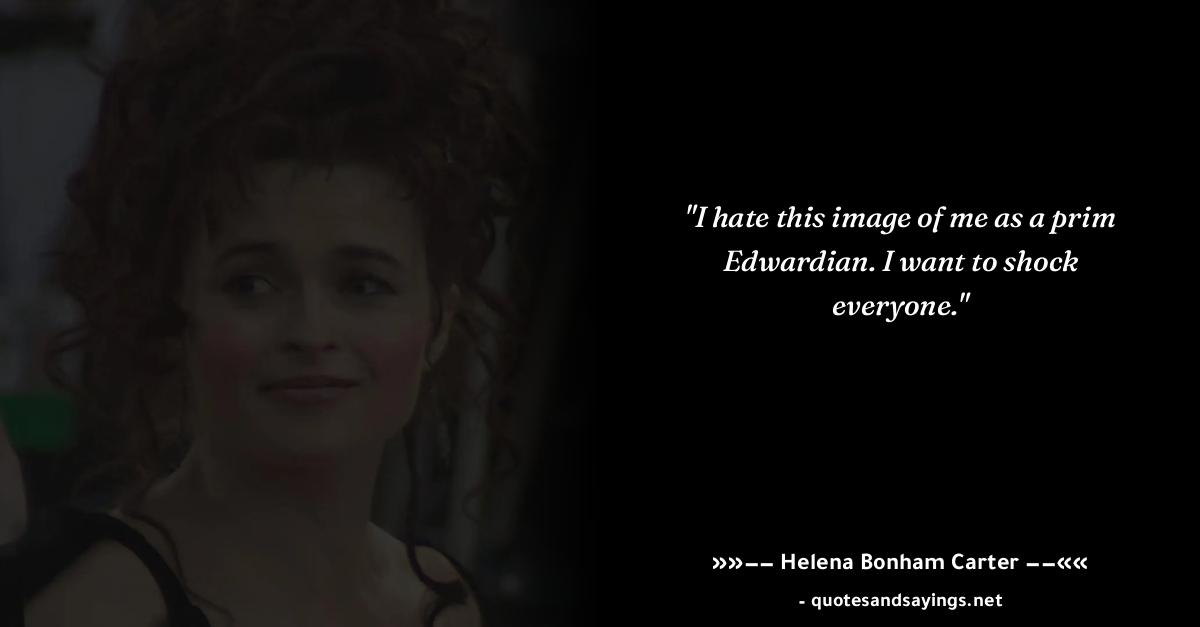 "I hate this image of me as a prim
Edwardian. I want to shock
everyone."
»»−− Helena Bonham Carter −−««
- quotesandsayings.net